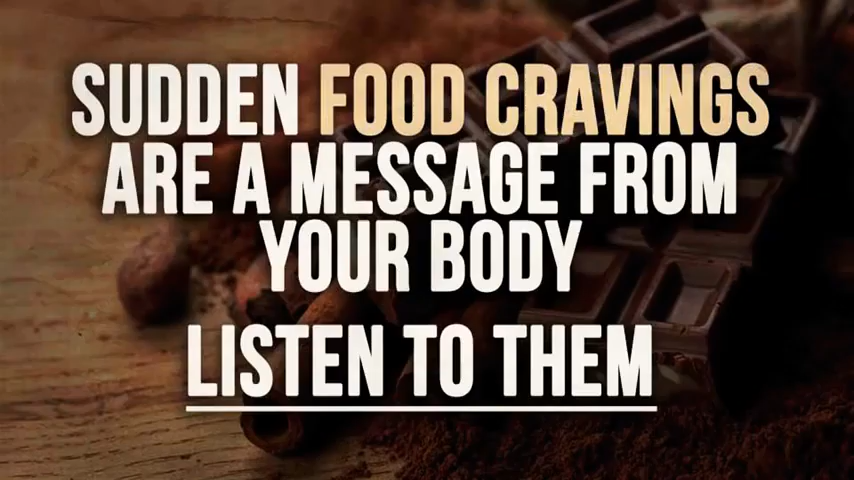 SUDDEN FOOD CRAVINGS
ARE A MESSAGE FROM
YOUR BODY
LISTEN TO THEM